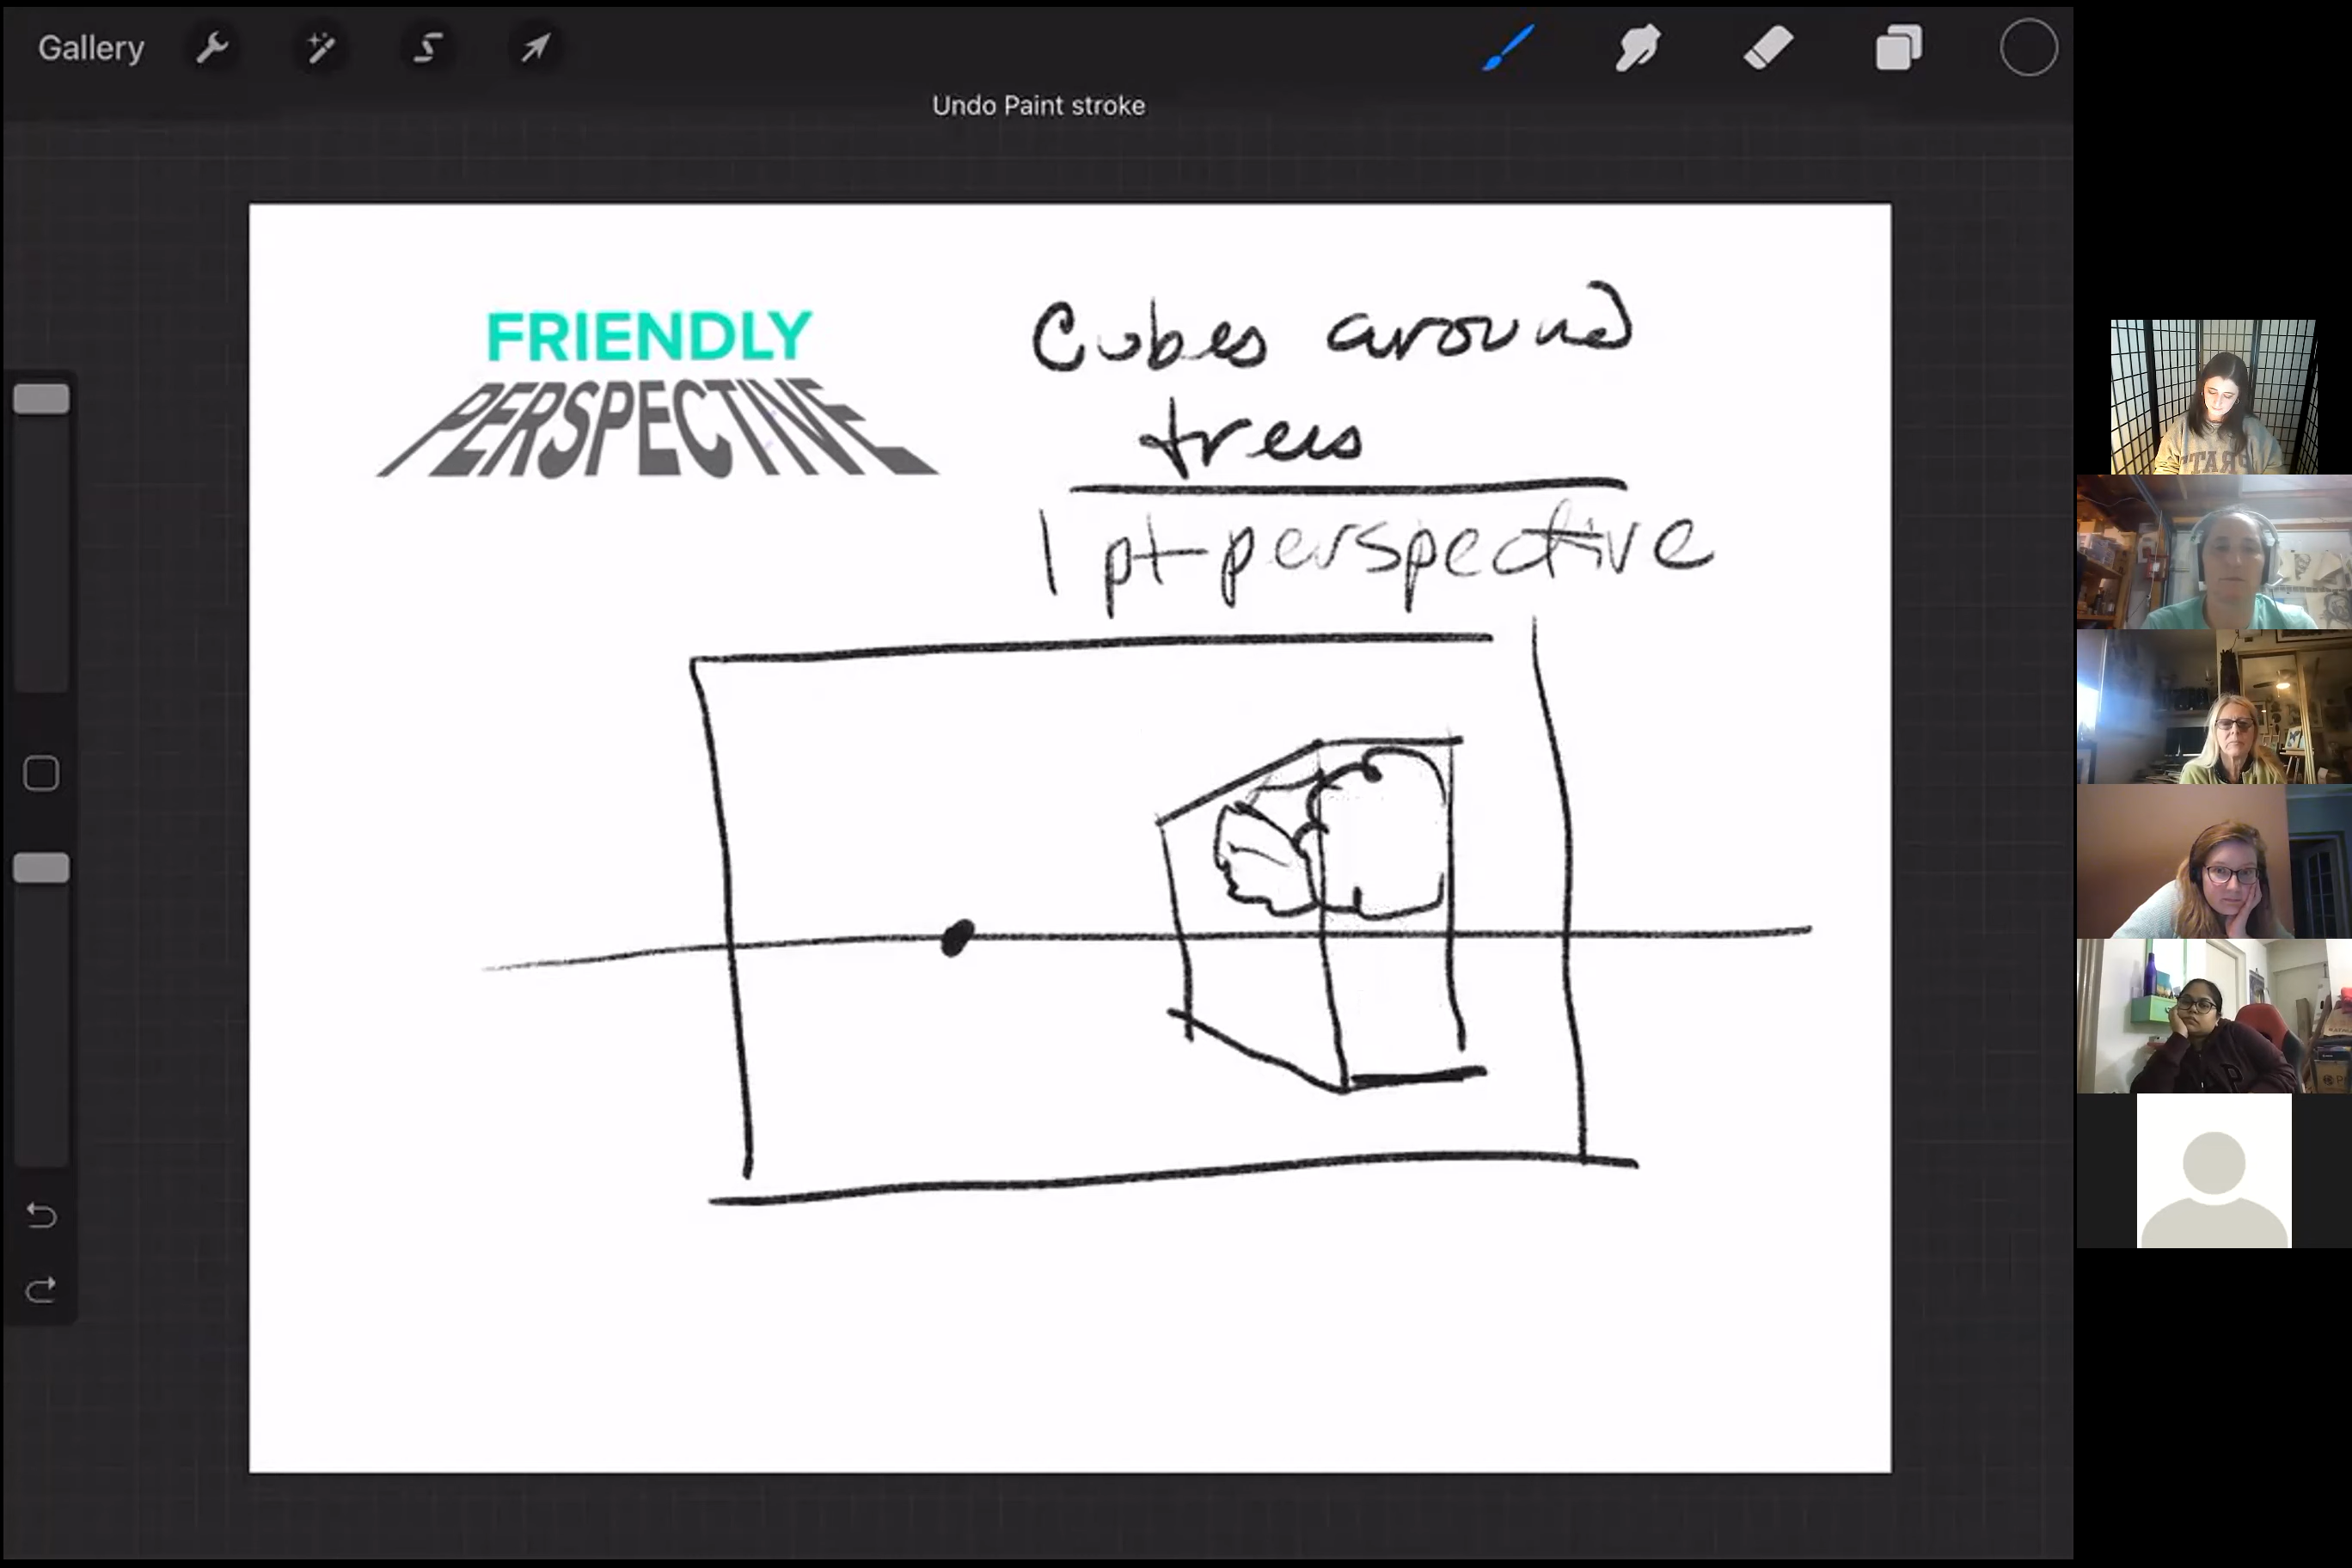 Gallery
Undo Paint stroke
FRIENDLY
PERSPECTIVE
Cubes around
trees
1 pt-perspective